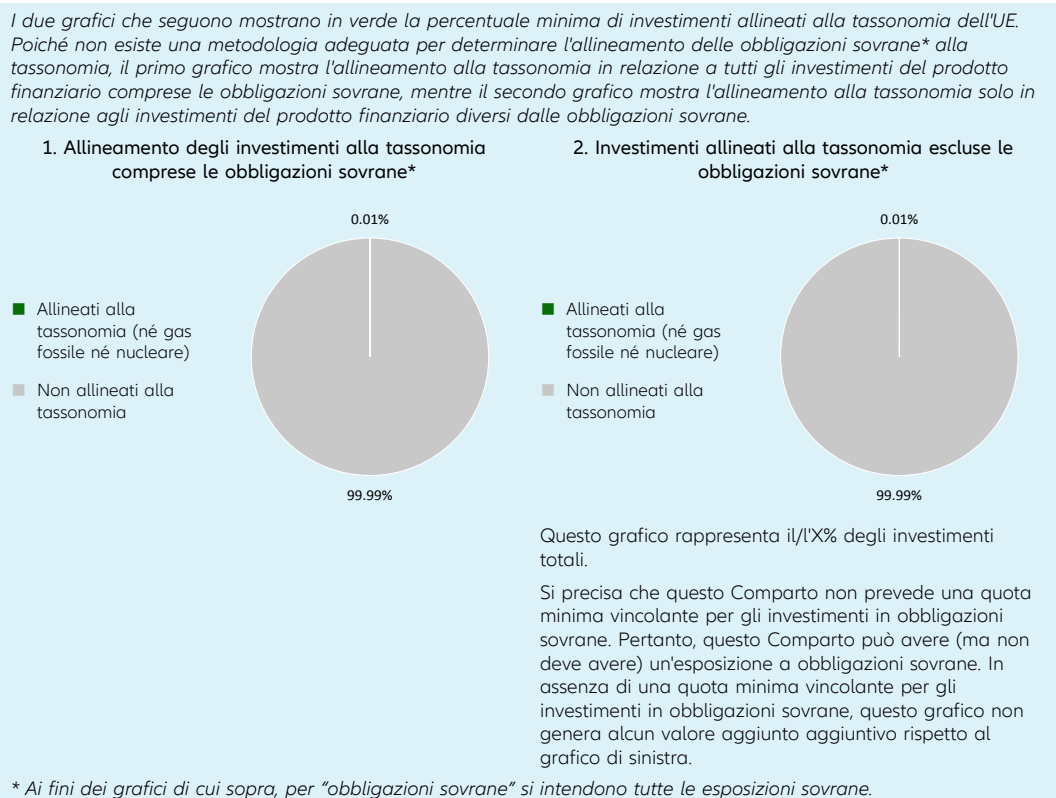 I due grafici che seguono mostrano in verde la percentuale minima di investimenti allineati alla tassonomia dell'UE.
Poiché non esiste una metodologia adeguata per determinare l'allineamento delle obbligazioni sovrane* alla
tassonomia, il primo grafico mostra l'allineamento alla tassonomia in relazione a tutti gli investimenti del prodotto
finanziario comprese le obbligazioni sovrane, mentre il secondo grafico mostra l'allineamento alla tassonomia solo in
relazione agli investimenti del prodotto finanziario diversi dalle obbligazioni sovrane.
1. Allineamento degli investimenti alla tassonomia
comprese le obbligazioni sovrane*
0.01%
Allineati alla
tassonomia (né gas
fossile né nucleare)
Non allineati alla
tassonomia
99.99%
2. Investimenti allineati alla tassonomia escluse le
obbligazioni sovrane*
0.01%
Allineati alla
tassonomia (né gas
fossile né nucleare)
Non allineati alla
tassonomia
99.99%
Questo grafico rappresenta il/l'X% degli investimenti
totali.
Si precisa che questo Comparto non prevede una quota
minima vincolante per gli investimenti in obbligazioni
sovrane. Pertanto, questo Comparto può avere (ma non
deve avere) un'esposizione a obbligazioni sovrane. In
assenza di una quota minima vincolante per gli
investimenti in obbligazioni sovrane, questo grafico non
genera alcun valore aggiunto aggiuntivo rispetto al
grafico di sinistra.
* Ai fini dei grafici di cui sopra, per "obbligazioni sovrane" si intendono tutte le esposizioni sovrane.